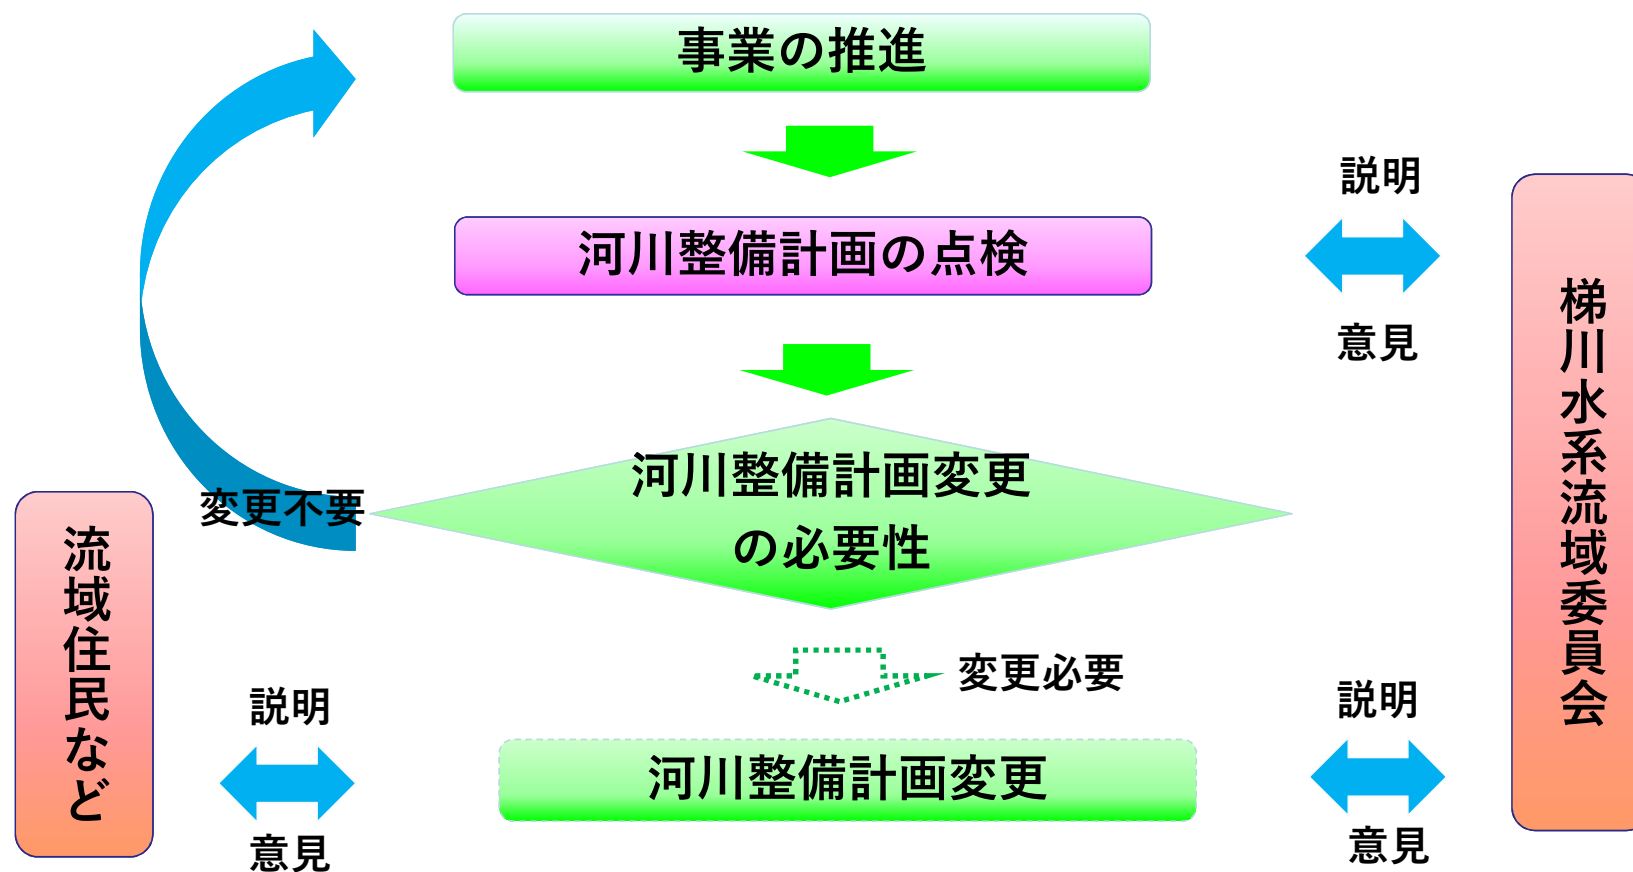 事業の推進
説明
河川整備計画の点検
意見
梯川水系流域委員会
河川整備計画変更
の必要性
変更不要
流域住民など
変更必要
説明
説明
河川整備計画変更
意見
意見